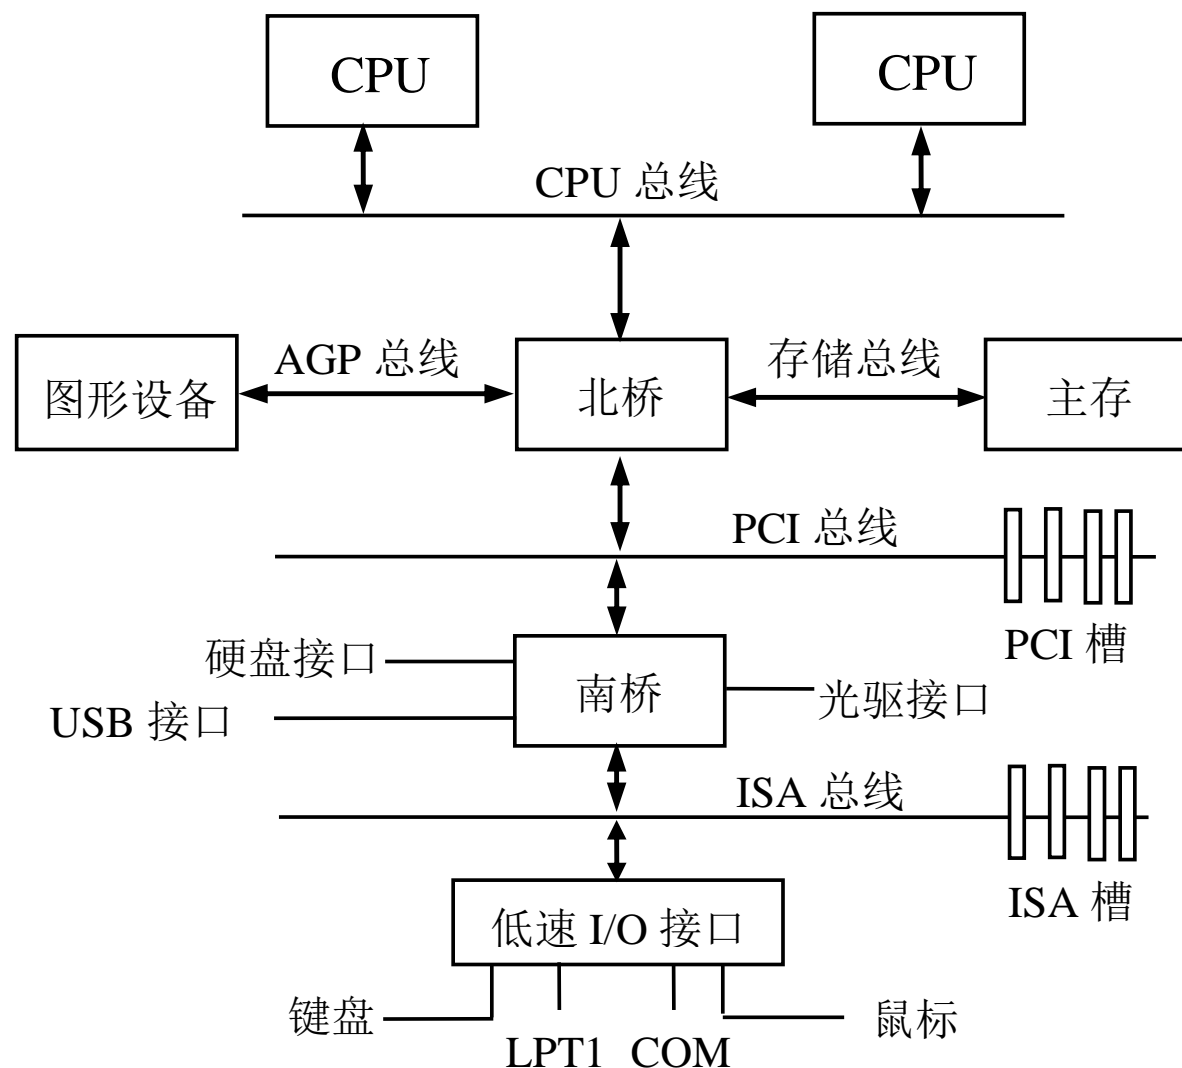 CPU
CPU
CPU 总线
AGP 总线
存储总线
图形设备
北桥
主存
PCI 总线
PCI 槽
硬盘接口
南桥
光驱接口
USB 接口
ISA 总线
ISA 槽
低速 I/O 接口
键盘
鼠标
LPT1
COM